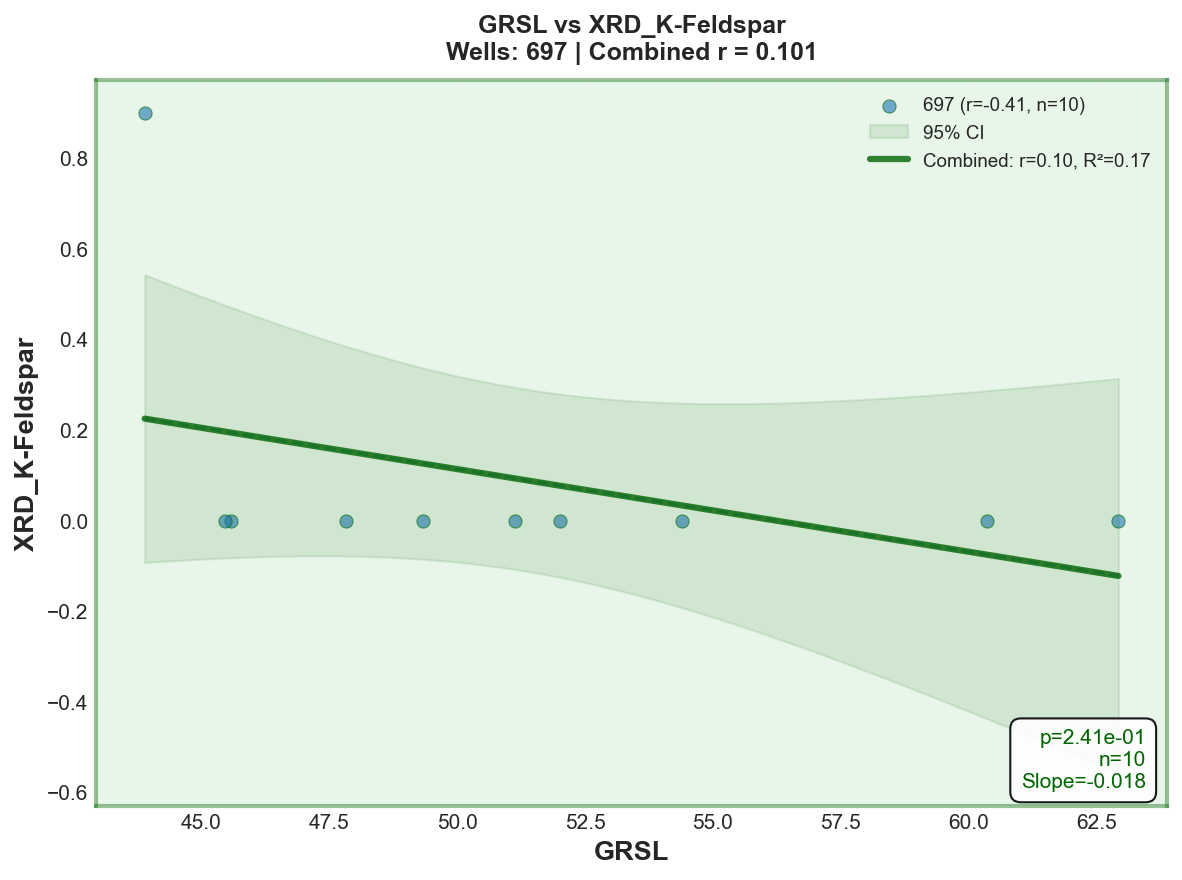 GRSL vs XRD_K-Feldspar
Wells: 697 | Combined r = 0.101
697 (r=-0.41, n=10)
95% CI
Combined: r=0.10, R²=0.17
XRD_K-Feldspar
0.8
0.6
0.4
0.2
0.0
−0.2
−0.4
−0.6
p=2.41e-01
n=10
Slope=-0.018
45.0 47.5 50.0 52.5 55.0 57.5 60.0 62.5
GRSL